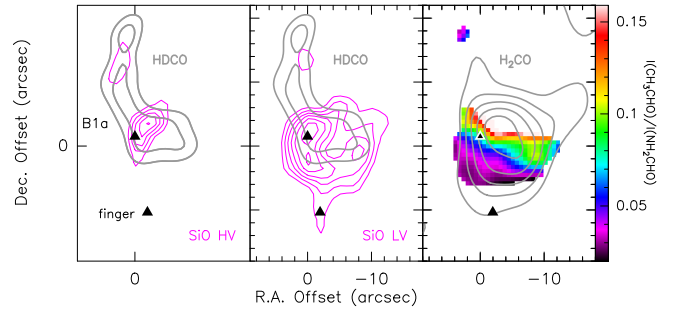 HDCO
HDCO
H2CO
B1a
finger
SiO HV
SiO LV
Dec. Offset (arcsec)
0
0
0
−10
0
−10
R.A. Offset (arcsec)
0.15
0.10
0.05
I(CH3CHO)/I(NH2CHO)